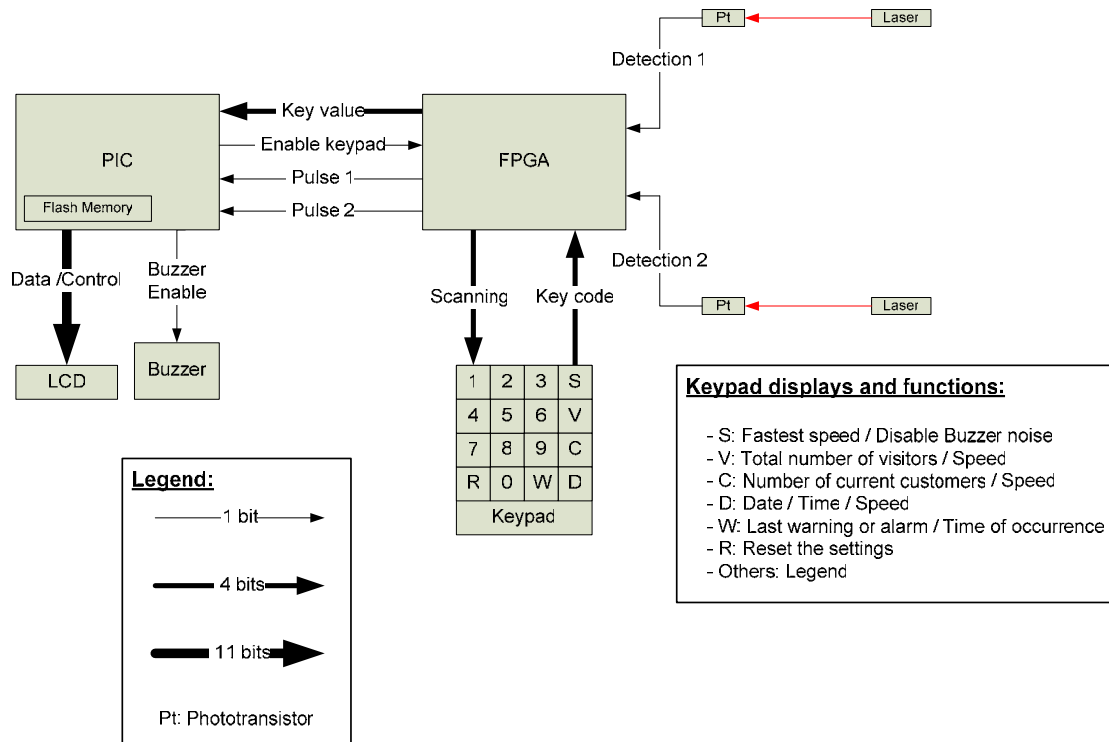 Pt
Laser
Detection 1
Key value
Enable keypad
PIC
FPGA
Pulse 1
Flash Memory
Pulse 2
Detection 2
Data /Control
Buzzer
Enable
Scanning
Key code
Pt
Laser
LCD
Buzzer
1 2 3 S
4 5 6 V
7 8 9 C
R 0 W D
Keypad
Keypad displays and functions:
- S: Fastest speed / Disable Buzzer noise
- V: Total number of visitors / Speed
- C: Number of current customers / Speed
- D: Date / Time / Speed
- W: Last warning or alarm / Time of occurrence
- R: Reset the settings
- Others: Legend
Legend:
1 bit
4 bits
11 bits
Pt: Phototransistor